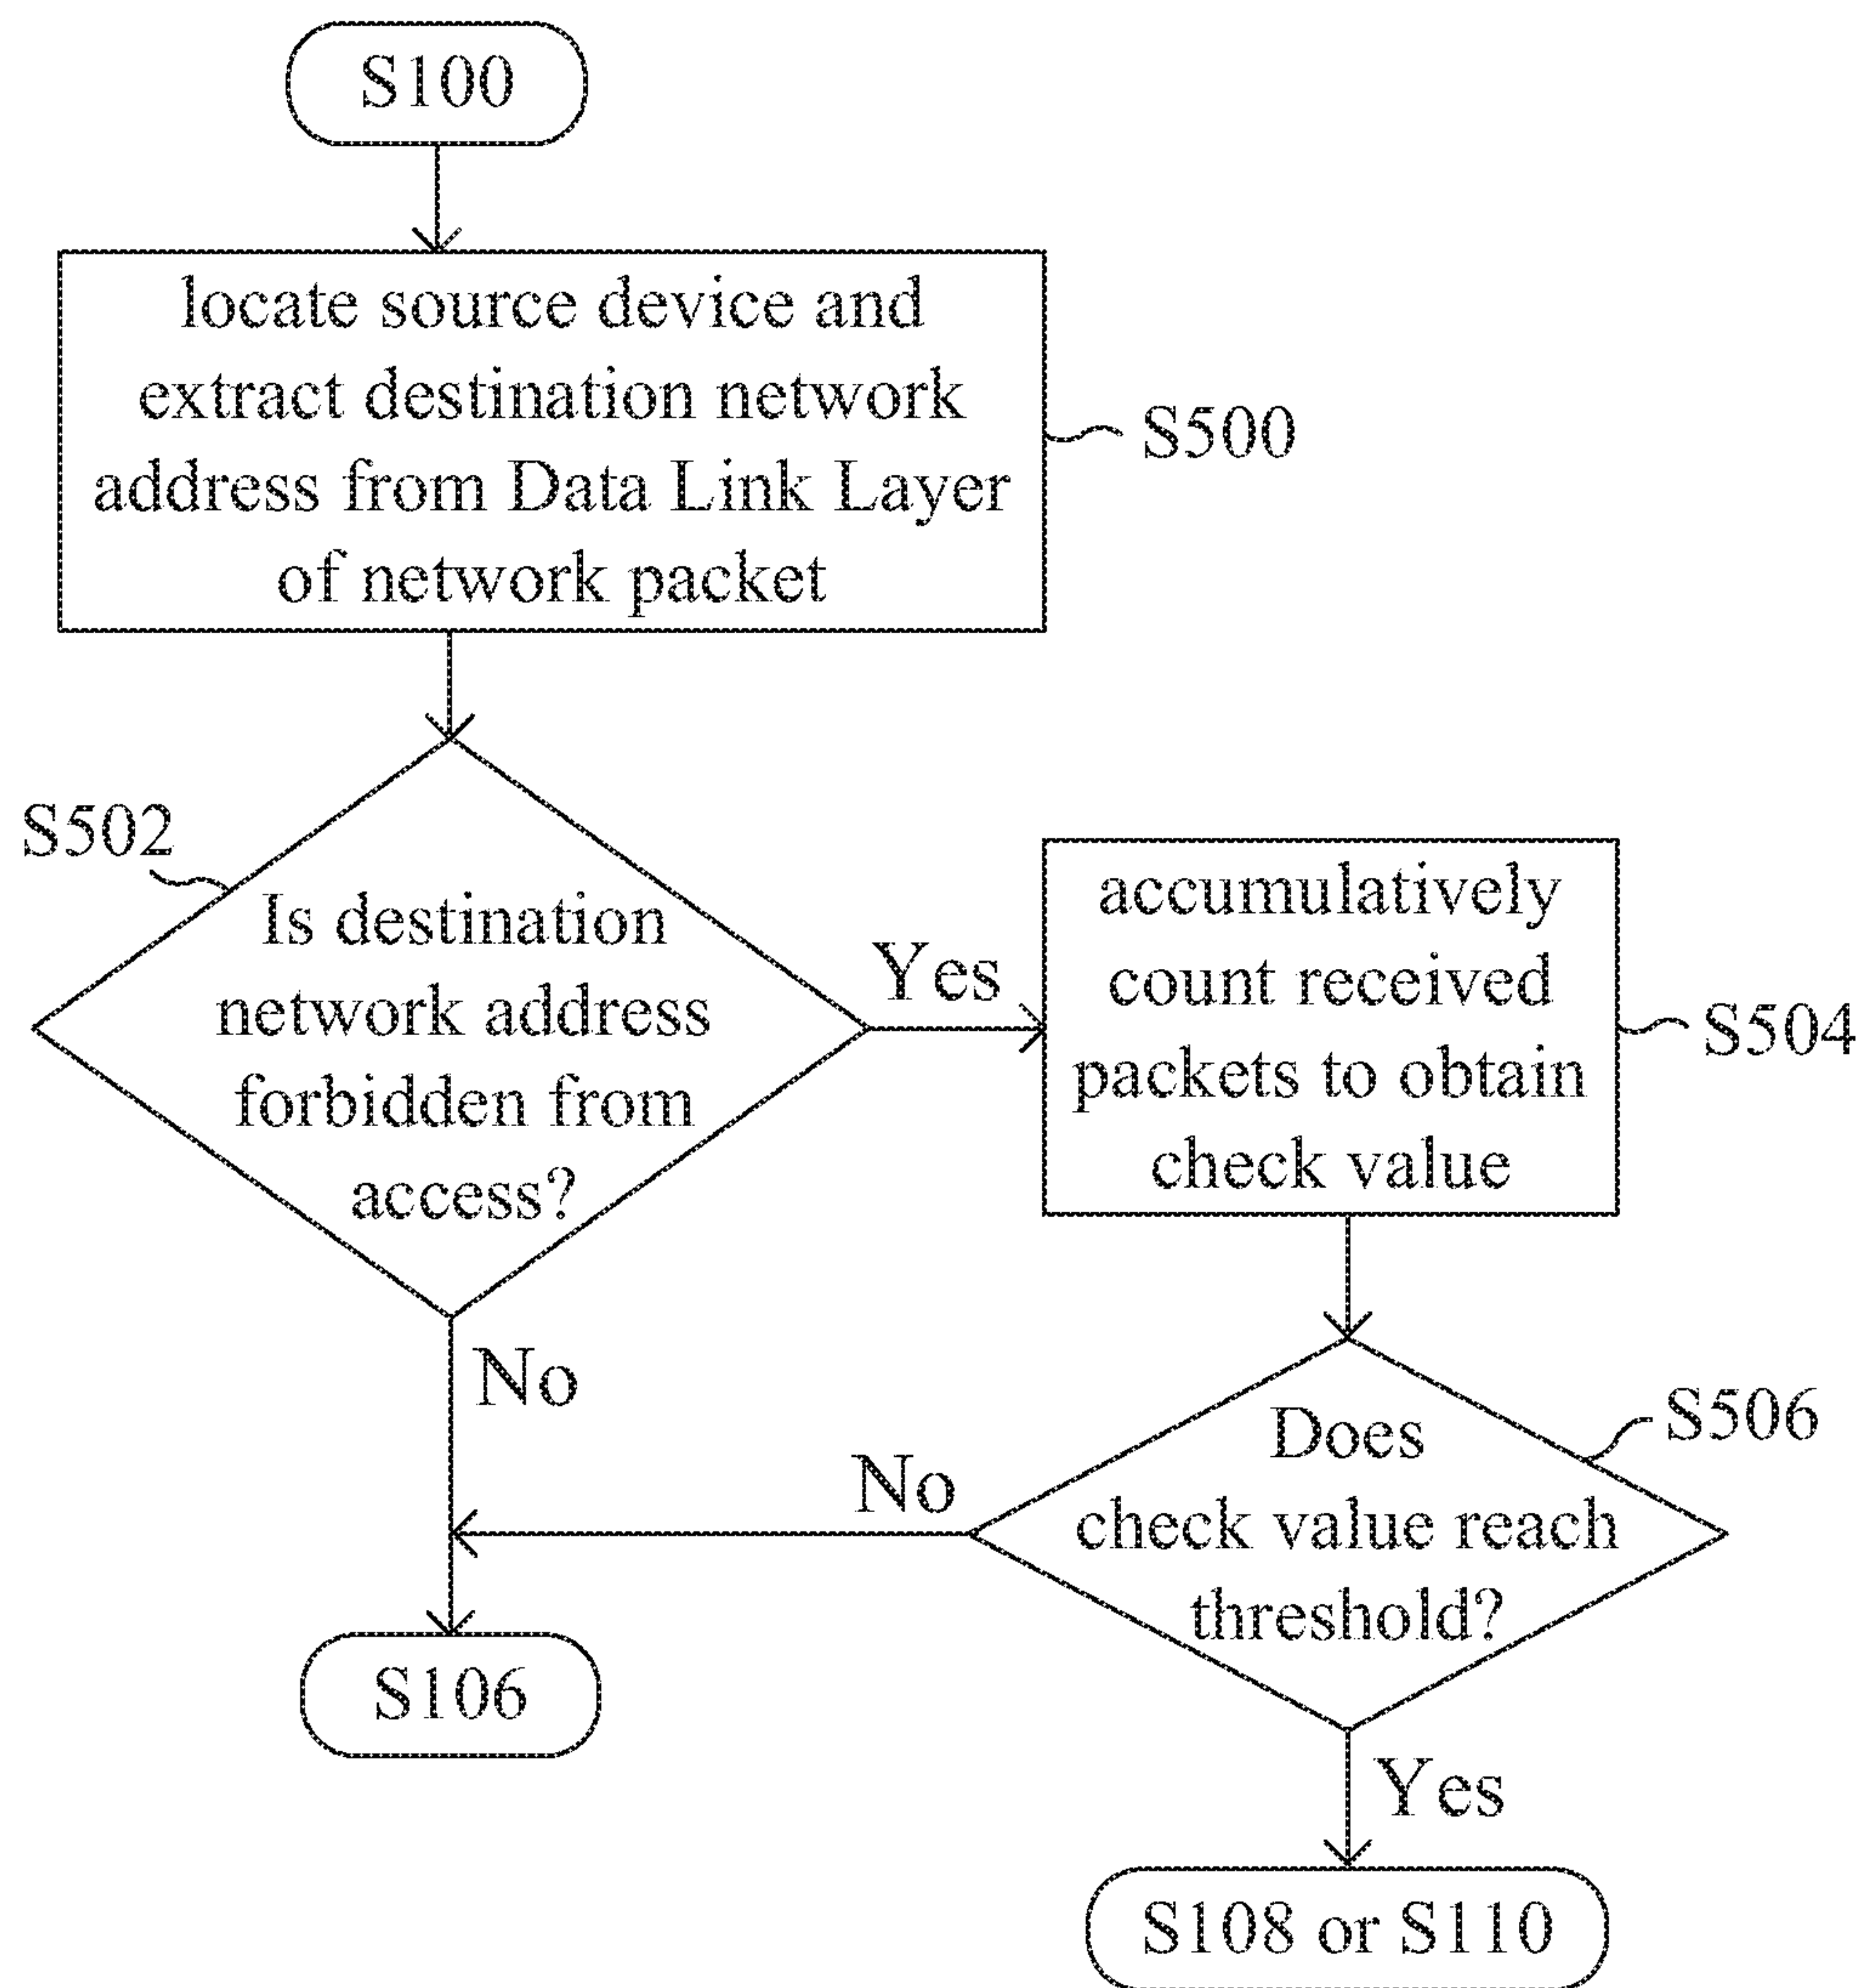 S100
locate source device and
extract destination network
address from Data Link Layer
of network packet
S500
S502
Is destination
network address
forbidden from
access?
Yes
accumulatively
count received
packets to obtain
check value
S504
No
Does
check value reach
threshold?
S506
No
S106
Yes
S108 or S110